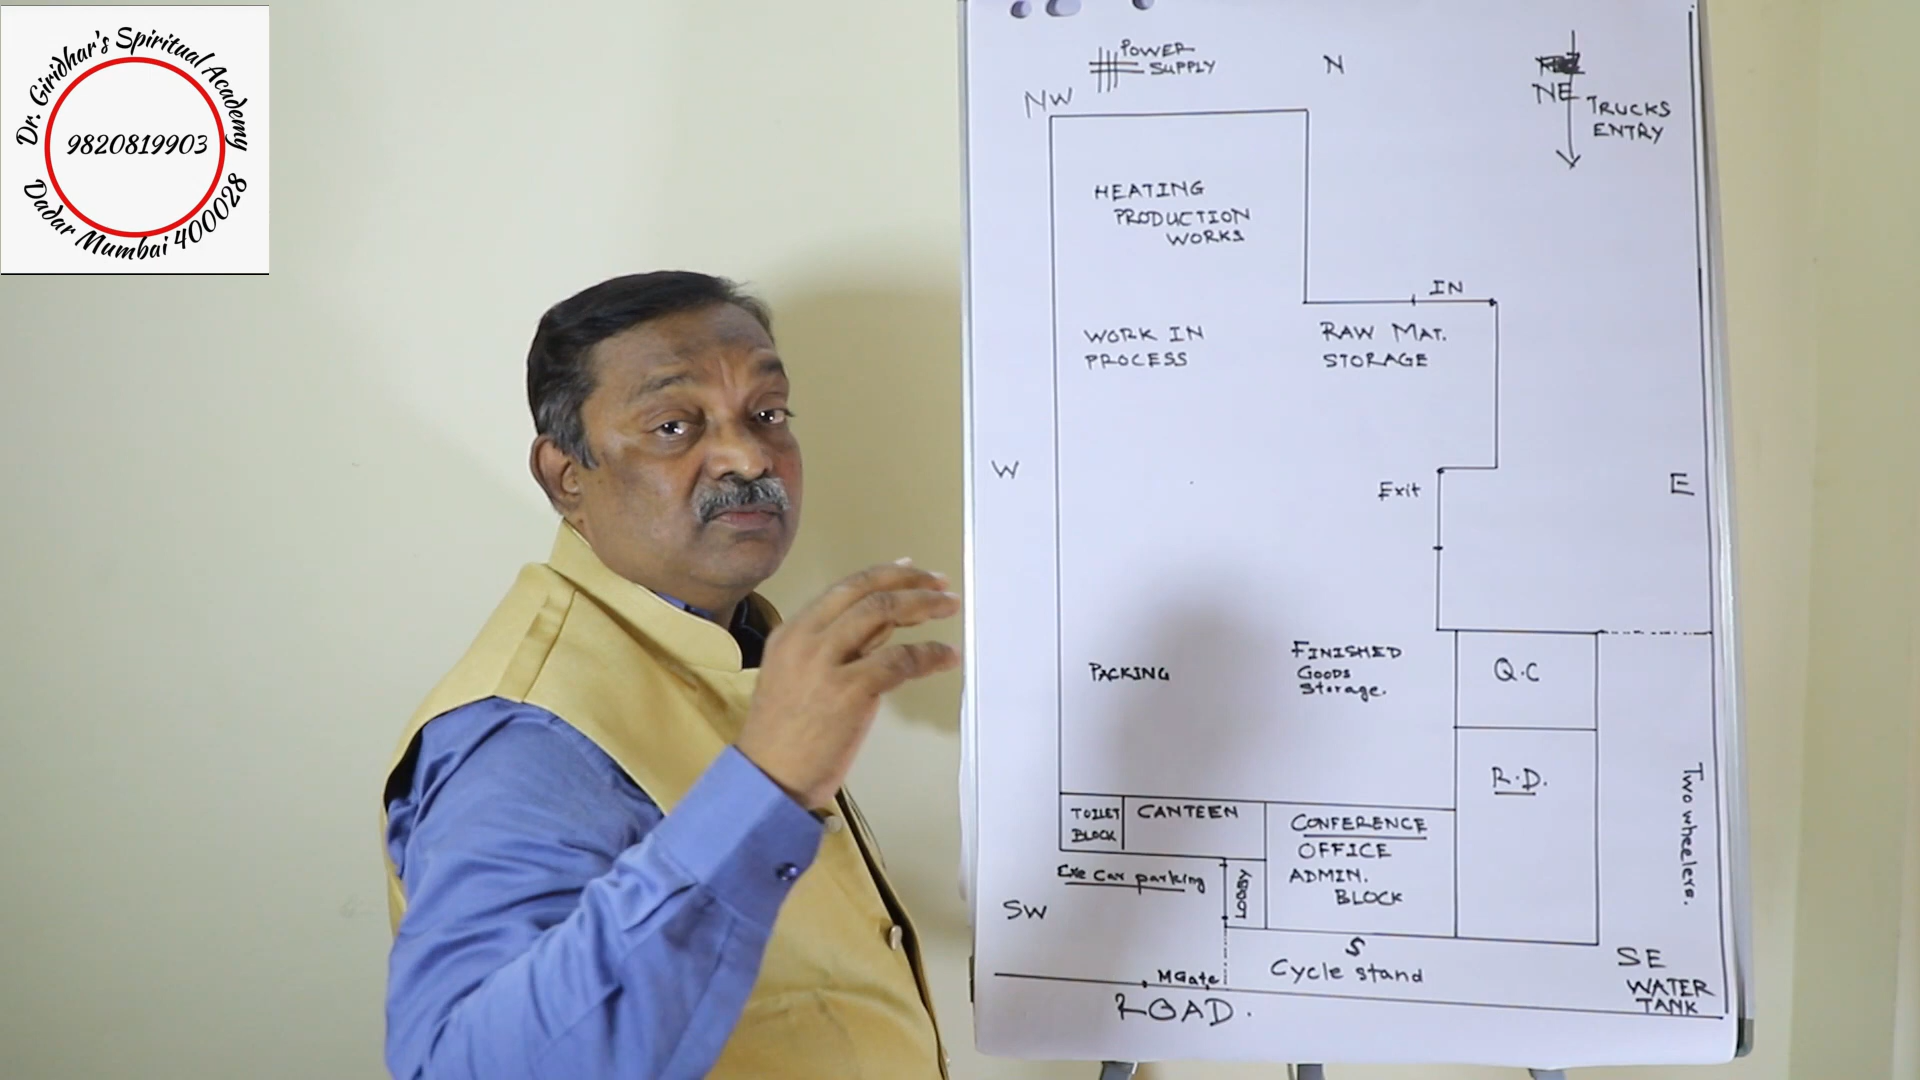 Dr. Giridhar's Spiritual Academy
9820819903
Dadar Mumbai 400028
POWER
SUPPLY
N
NW
NE
TRUCKS
ENTRY
HEATING
PRODUCTION
WORKS
IN
WORK IN
PROCESS
RAW MAT.
STORAGE
W
Exit
E
PACKING
FINISHED
GOODS
Storage.
Q.C
R.D.
Two wheelers.
TOILET
BLOCK
CANTEEN
CONFERENCE
OFFICE
ADMIN.
BLOCK
Exe Car parking
LOBBY
SW
S
Cycle stand
MGate
ROAD.
SE
WATER
TANK